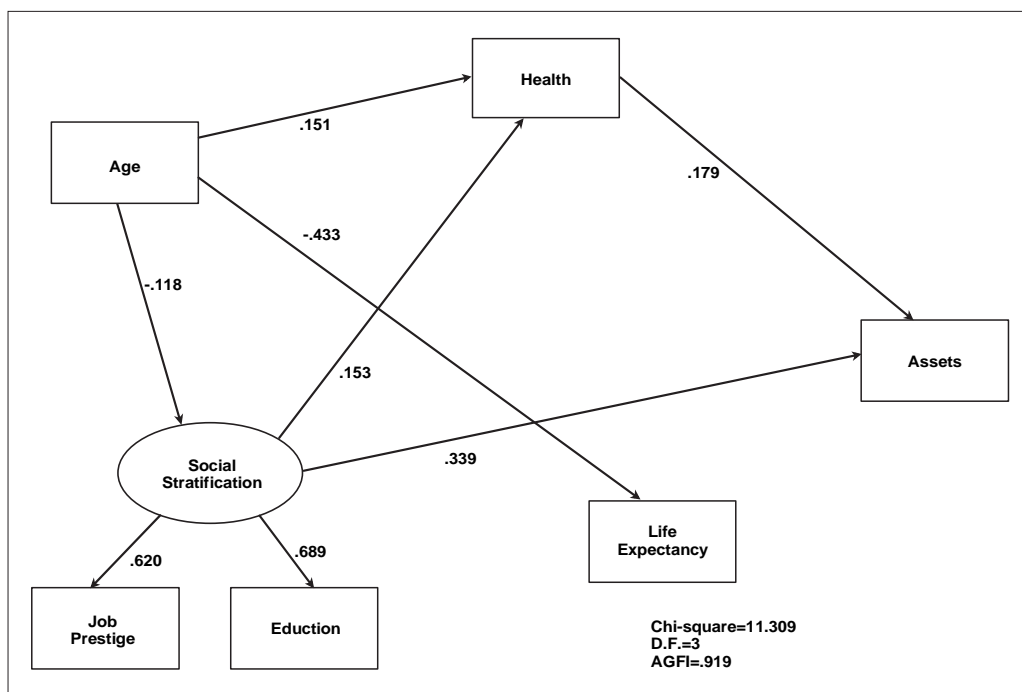 Health
.151
Age
.179
-.433
-.118
Assets
.153
Social
Stratification
.339
Life
Expectancy
.620
.689
Job
Prestige
Eduction
Chi-square=11.309
D.F.=3
AGFI=.919